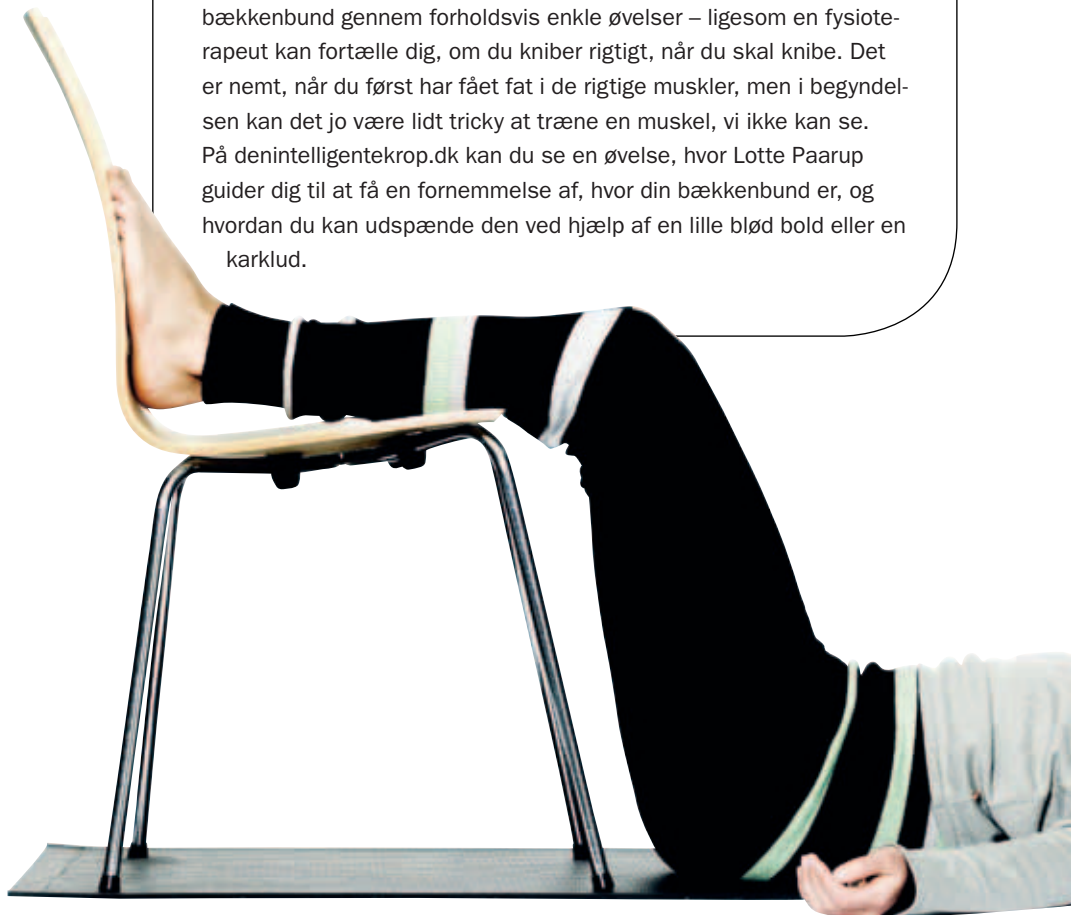 bækkenbund gennem forholdsvis enkle øvelser – ligesom en fysiote-
rapeut kan fortælle dig, om du kniber rigtigt, når du skal knibe. Det
er nemt, når du først har fået fat i de rigtige muskler, men i begyndel-
sen kan det jo være lidt tricky at træne en muskel, vi ikke kan se.
På denintelligentekrop.dk kan du se en øvelse, hvor Lotte Paarup
guider dig til at få en fornemmelse af, hvor din bækkenbund er, og
hvordan du kan udspænde den ved hjælp af en lille blød bold eller en
karklud.